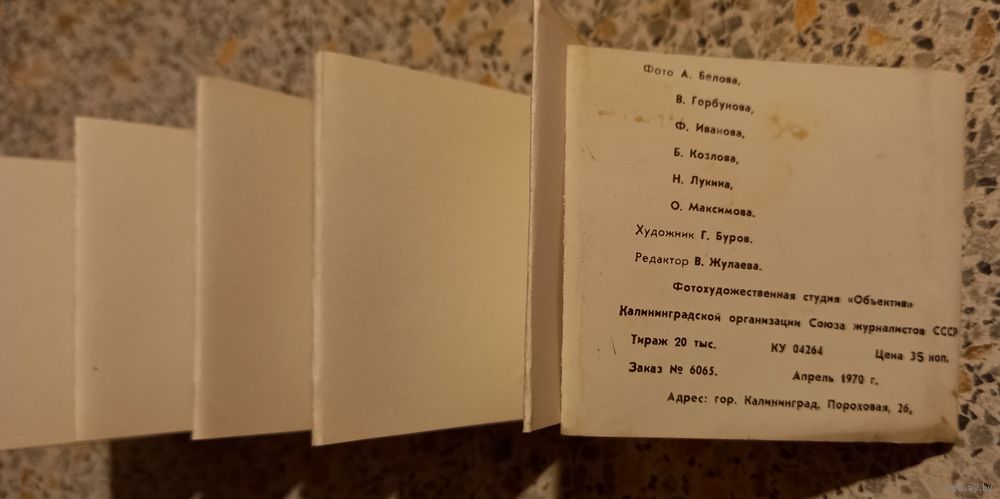 Фото А. Белова,
В. Горбунова,
Ф. Иванова,
Б. Козлова,
Н. Лукина,
О. Максимова.
Художник Г. Буров.
Редактор В. Жулаева.
Фотохудожественная студия «Объектив»
Калининградской организации Союза журналистов СССР
Тираж 20 тыс. КУ 04264 Цена 35 коп.
Заказ № 6065. Апрель 1970 г.
Адрес: гор. Калининград, Пороховая, 26,